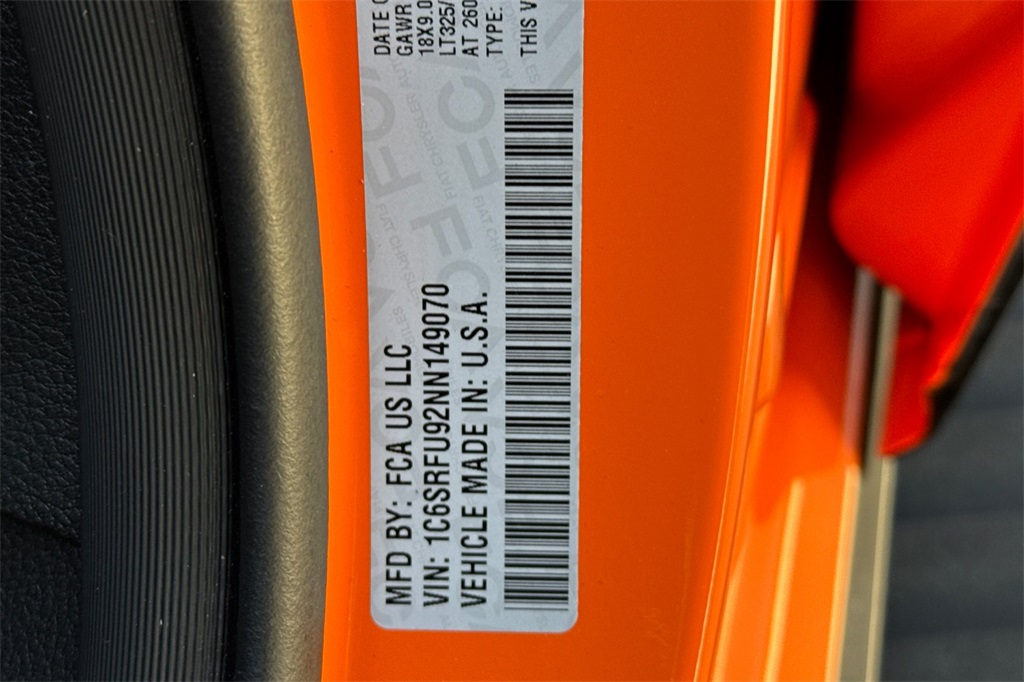 MFD BY: FCA US LLC
VIN: 1C6SRFU92NN149070
VEHICLE MADE IN: U.S.A.
DATE O
GAWR
18X9.0
LT325/
AT 260
TYPE:
THIS V